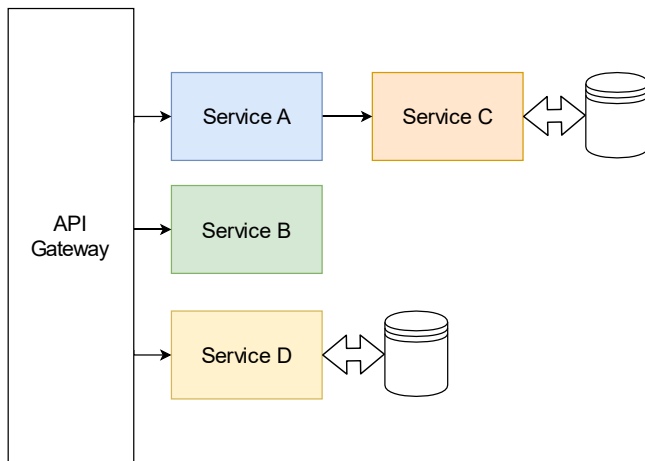 Service A
Service C
API
Gateway
Service B
Service D